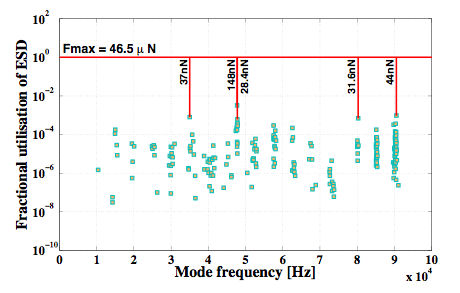 Fractional utilisation of ESD
10^2
10^0
10^-2
10^-4
10^-6
10^-8
10^-10
Fmax = 46.5 μ N
37nN
148nN
28.4nN
31.6nN
44nN
0 1 2 3 4 5 6 7 8 9 10
Mode frequency [Hz]
x 10^4